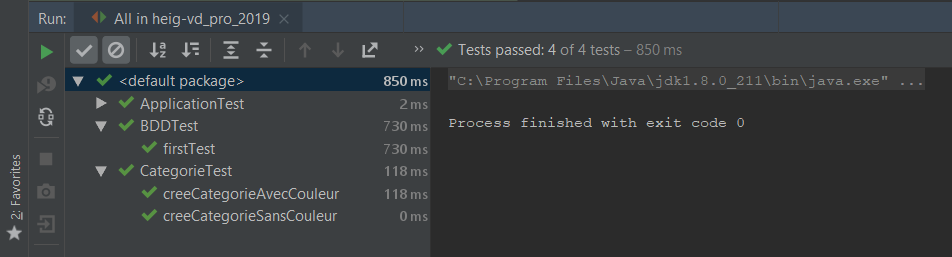 Run: All in heig-vd_pro_2019
Tests passed: 4 of 4 tests – 850 ms
<default package> 850 ms
ApplicationTest 2 ms
BDDTest 730 ms
firstTest 730 ms
CategorieTest 118 ms
creeCategorieAvecCouleur 118 ms
creeCategorieSansCouleur 0 ms
"C:\Program Files\Java\jdk1.8.0_211\bin\java.exe" ...
Process finished with exit code 0
2: Favorites